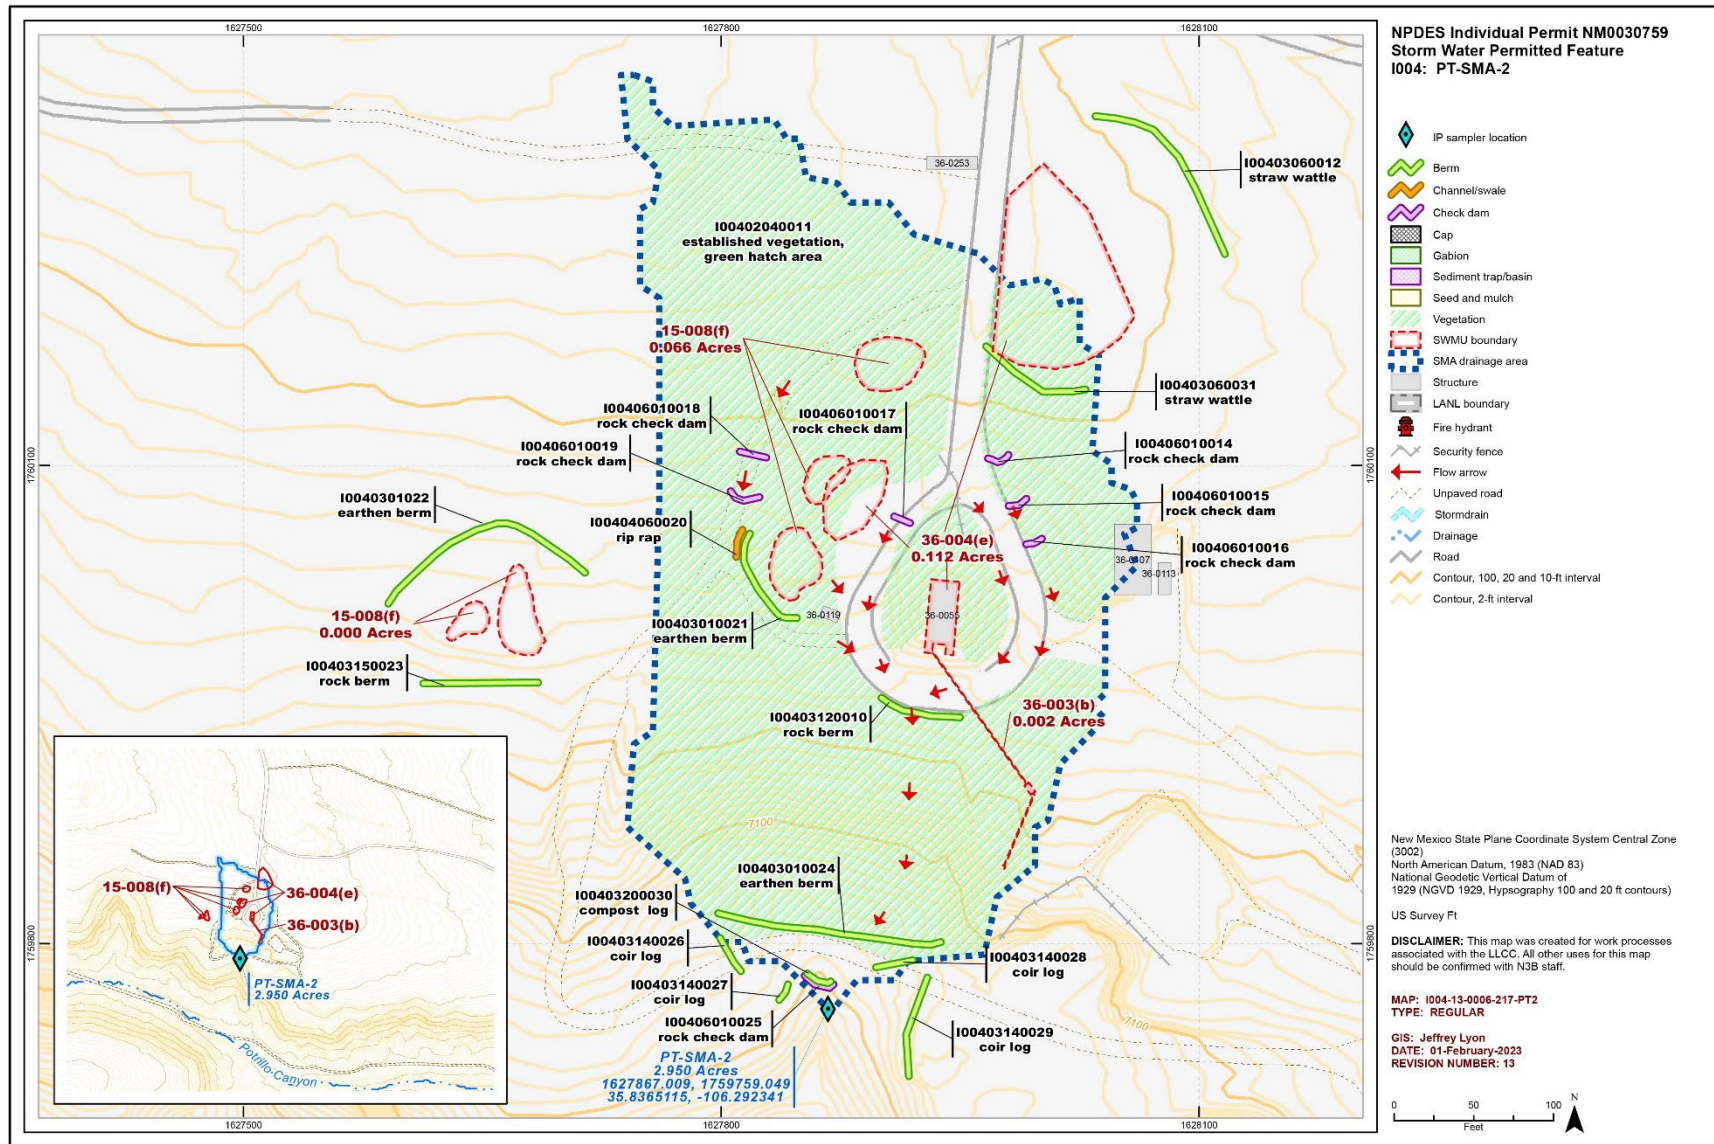 1627500
1627800
1628100
NPDES Individual Permit NM0030759
Storm Water Permitted Feature
I004: PT-SMA-2
IP sampler location
Berm
Channel/swale
Check dam
Cap
Gabion
Sediment trap/basin
Seed and mulch
Vegetation
SWMU boundary
SMA drainage area
Structure
LANL boundary
Fire hydrant
Security fence
Flow arrow
Unpaved road
Stormdrain
Drainage
Road
Contour, 100, 20 and 10-ft interval
Contour, 2-ft interval
36-0253
I00403060012
straw wattle
I00402040011
established vegetation,
green hatch area
15-008(f)
0.066 Acres
I00403060031
straw wattle
I00406010018
rock check dam
I00406010017
rock check dam
I00406010019
rock check dam
I00406010014
rock check dam
1760100
1760100
I0040301022
earthen berm
I00406010015
rock check dam
I00404060020
rip rap
36-004(e)
0.112 Acres
I00406010016
rock check dam
36-0107
36-0113
15-008(f)
0.000 Acres
36-0119
36-0055
I00403010021
earthen berm
I00403150023
rock berm
36-003(b)
0.002 Acres
I00403120010
rock berm
7100
I00403010024
earthen berm
I00403200030
compost log
I00403140026
coir log
I00403140028
coir log
1759800
1759800
I00403140027
coir log
I00406010025
rock check dam
I00403140029
coir log
7100
PT-SMA-2
2.950 Acres
1627867.009, 1759759.049
35.8365115, -106.292341
15-008(f)
36-004(e)
36-003(b)
PT-SMA-2
2.950 Acres
Potrillo Canyon
1627500
1627800
1628100
New Mexico State Plane Coordinate System Central Zone
(3002)
North American Datum, 1983 (NAD 83)
National Geodetic Vertical Datum of
1929 (NGVD 1929, Hypsography 100 and 20 ft contours)
US Survey Ft
DISCLAIMER: This map was created for work processes
associated with the LLCC. All other uses for this map
should be confirmed with N3B staff.
MAP: I004-13-0006-217-PT2
TYPE: REGULAR
GIS: Jeffrey Lyon
DATE: 01-February-2023
REVISION NUMBER: 13
0 50 100
Feet
N